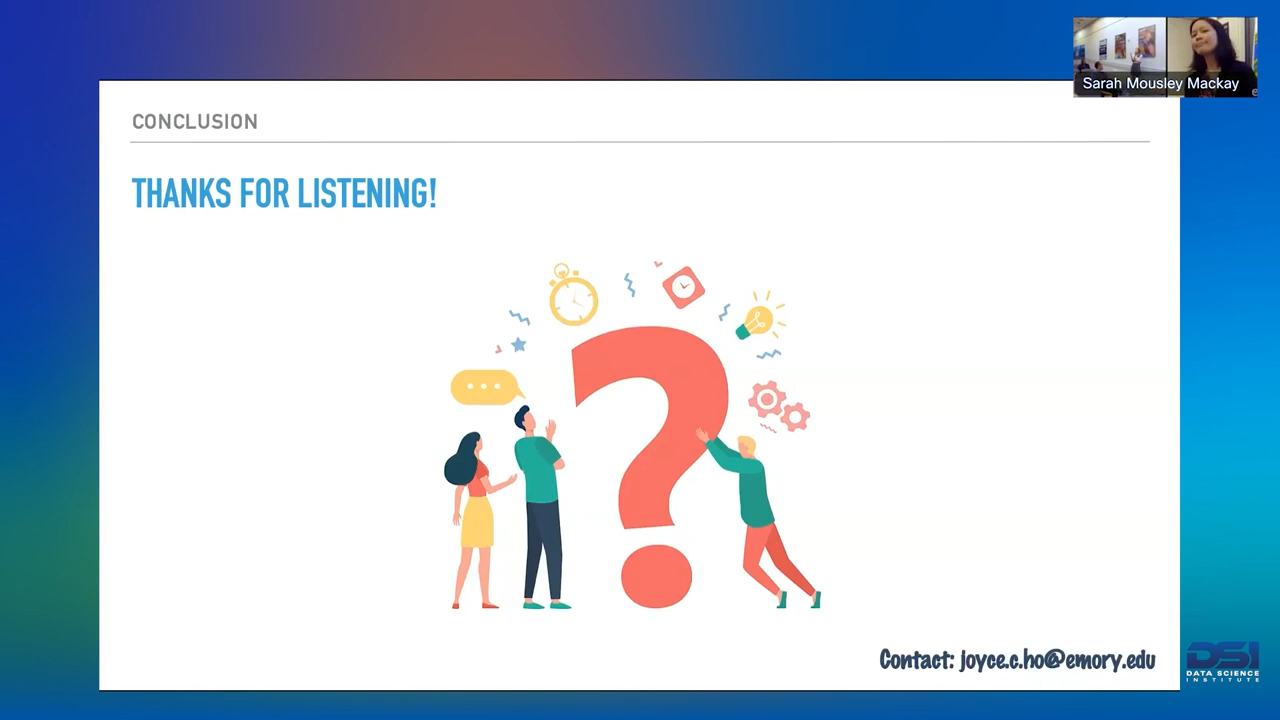 Sarah Mousley Mackay
CONCLUSION
THANKS FOR LISTENING!
Contact: joyce.c.ho@emory.edu
DSI
DATA SCIENCE
INSTITUTE